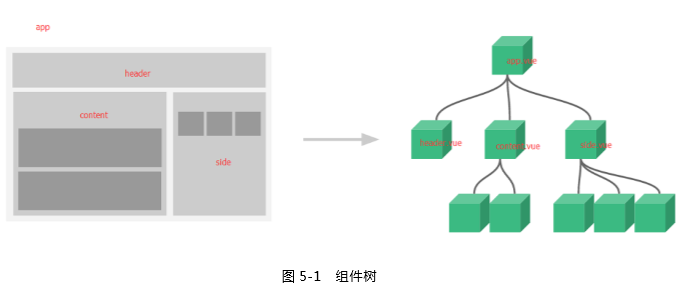 app
header
content
side
app.vue
header.vue
content.vue
side.vue
图 5-1 组件树